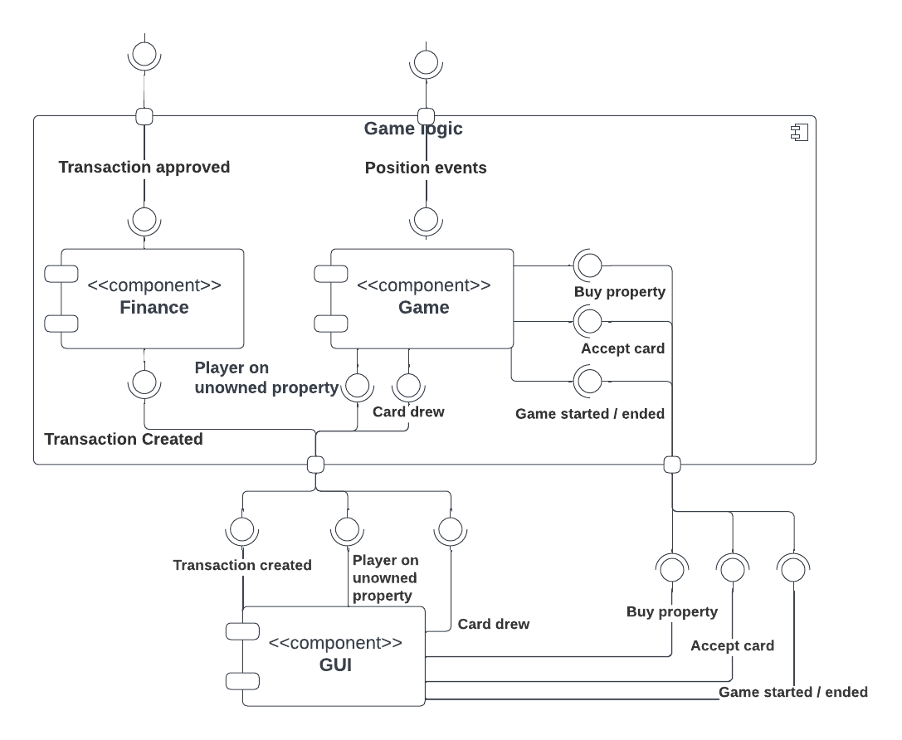 Game logic
Transaction approved
Position events
<<component>>
Finance
<<component>>
Game
Buy property
Accept card
Player on
unowned property
Card drew
Game started / ended
Transaction Created
Transaction created
Player on
unowned
property
Card drew
<<component>>
GUI
Buy property
Accept card
Game started / ended